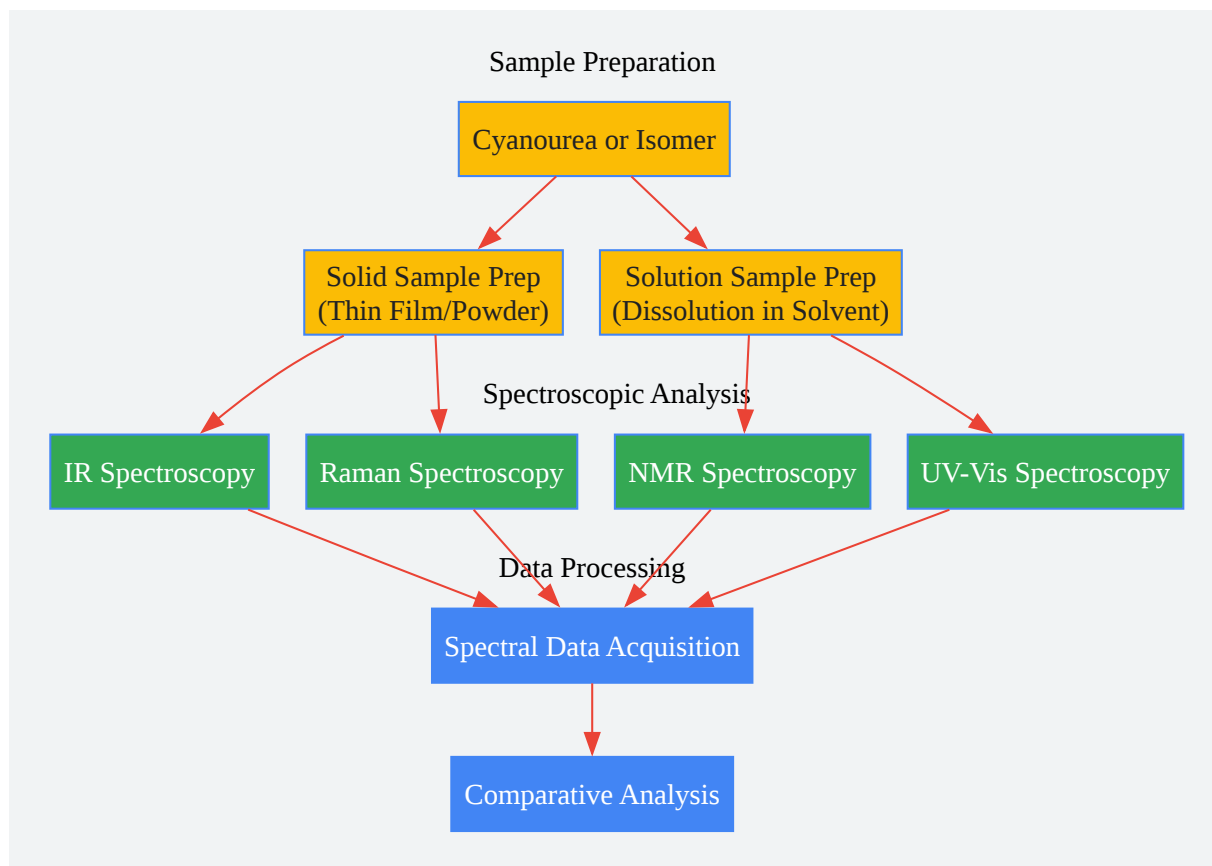 Sample Preparation
Cyanourea or Isomer
Solid Sample Prep
(Thin Film/Powder)
Solution Sample Prep
(Dissolution in Solvent)
Spectroscopic Analysis
IR Spectroscopy
Raman Spectroscopy
NMR Spectroscopy
UV-Vis Spectroscopy
Data Processing
Spectral Data Acquisition
Comparative Analysis